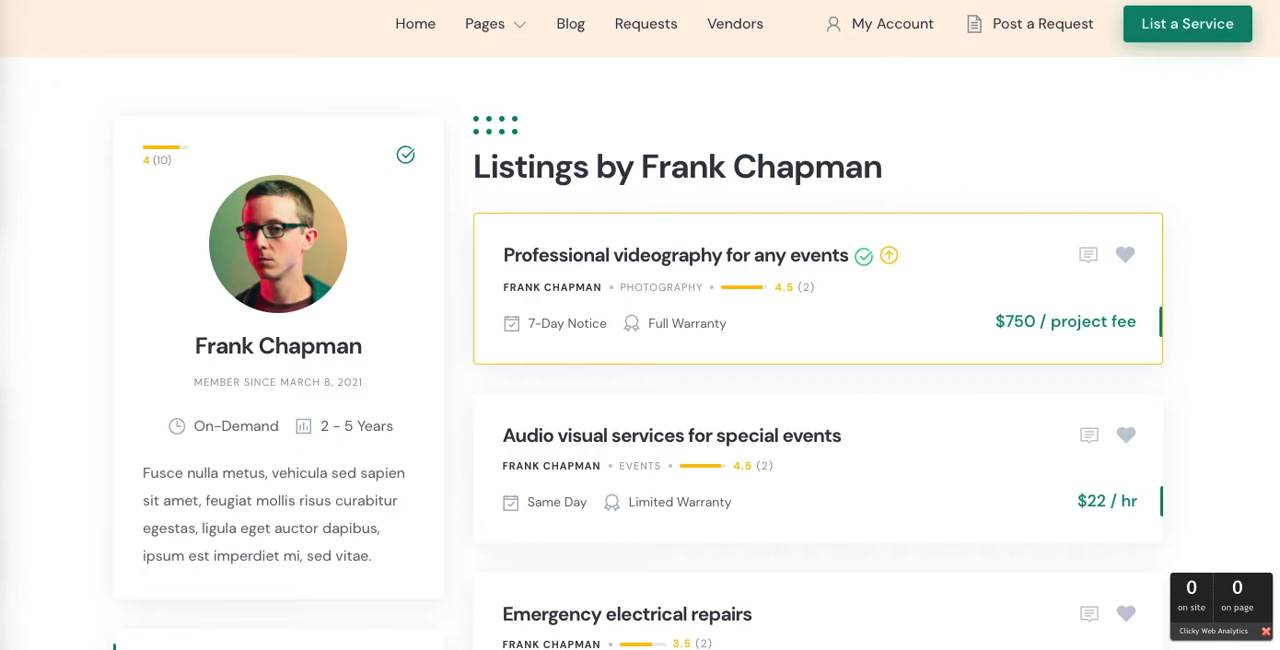 Home Pages Blog Requests Vendors My Account Post a Request List a Service
4 (10)
Frank Chapman
MEMBER SINCE MARCH 8, 2021
On-Demand 2 - 5 Years
Fusce nulla metus, vehicula sed sapien
sit amet, feugiat mollis risus curabitur
egestas, ligula eget auctor dapibus,
ipsum est imperdiet mi, sed vitae.
Listings by Frank Chapman
Professional videography for any events
FRANK CHAPMAN • PHOTOGRAPHY • 4.5 (2)
7-Day Notice Full Warranty $750 / project fee
Audio visual services for special events
FRANK CHAPMAN • EVENTS • 4.5 (2)
Same Day Limited Warranty $22 / hr
Emergency electrical repairs
FRANK CHAPMAN • 3.5 (2)
0 0
on site on page
Clicky Web Analytics